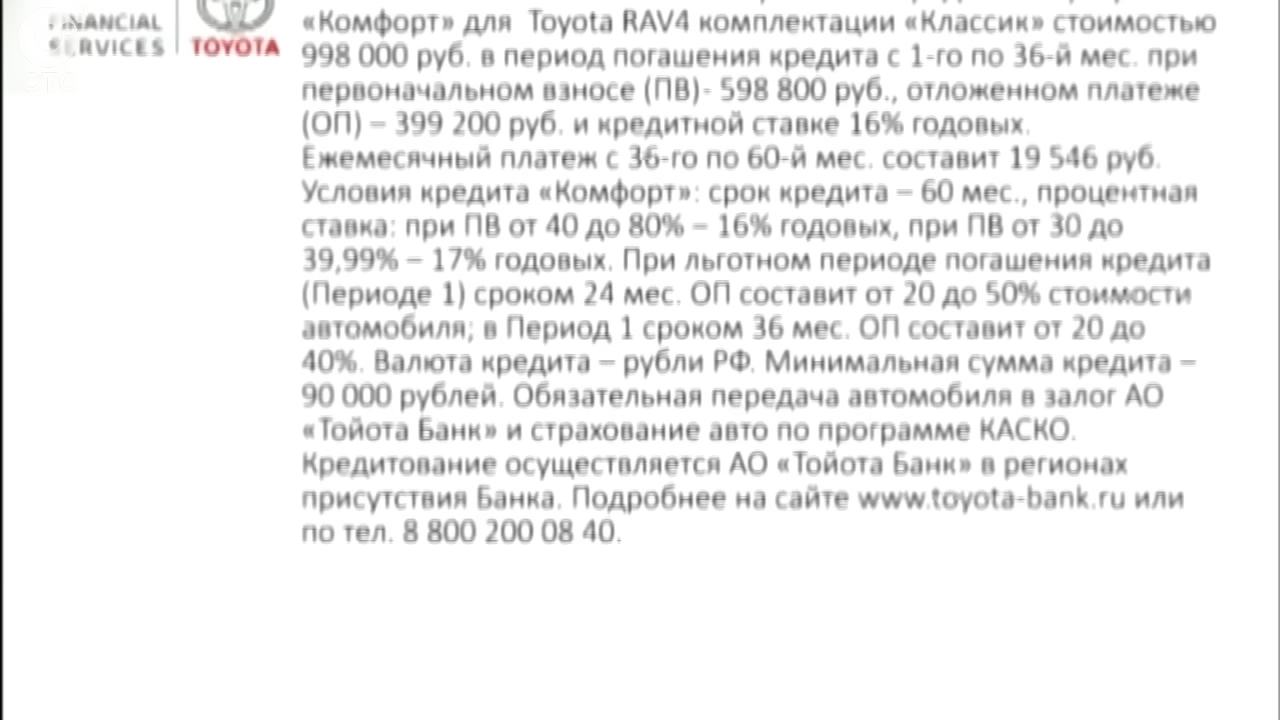 FINANCIAL
SERVICES
TOYOTA
СТС
«Комфорт» для Toyota RAV4 комплектации «Классик» стоимостью
998 000 руб. в период погашения кредита с 1-го по 36-й мес. при
первоначальном взносе (ПВ)- 598 800 руб., отложенном платеже
(ОП) – 399 200 руб. и кредитной ставке 16% годовых.
Ежемесячный платеж с 36-го по 60-й мес. составит 19 546 руб.
Условия кредита «Комфорт»: срок кредита – 60 мес., процентная
ставка: при ПВ от 40 до 80% – 16% годовых, при ПВ от 30 до
39,99% – 17% годовых. При льготном периоде погашения кредита
(Периоде 1) сроком 24 мес. ОП составит от 20 до 50% стоимости
автомобиля; в Период 1 сроком 36 мес. ОП составит от 20 до
40%. Валюта кредита – рубли РФ. Минимальная сумма кредита –
90 000 рублей. Обязательная передача автомобиля в залог АО
«Тойота Банк» и страхование авто по программе КАСКО.
Кредитование осуществляется АО «Тойота Банк» в регионах
присутствия Банка. Подробнее на сайте www.toyota-bank.ru или
по тел. 8 800 200 08 40.